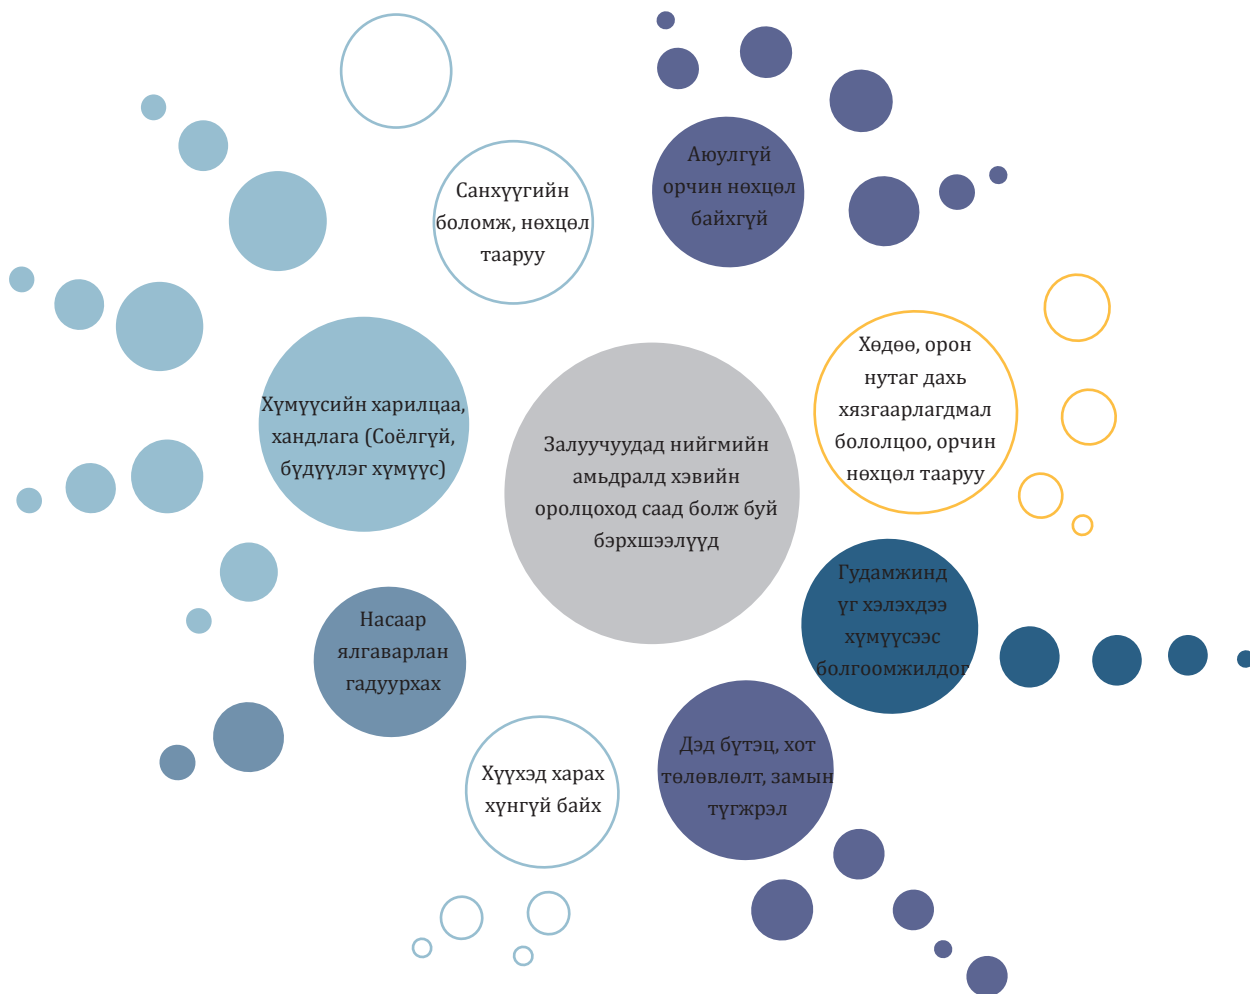 Аюулгүй
орчин нөхцөл
байхгүй
Санхүүгийн
боломж, нөхцөл
тааруу
Хөдөө, орон
нутаг дахь
хязгаарлагдмал
бололцоо, орчин
нөхцөл тааруу
Хүмүүсийн харилцаа,
хандлага (Соёлгүй,
бүдүүлэг хүмүүс)
Залуучуудад нийгмийн
амьдралд хэвийн
оролцоход саад болж буй
бэрхшээлүүд
Гудамжинд
үг хэлэхдээ
хүмүүсээс
болгоомжилдог
Насаар
ялгаварлан
гадуурхах
Хүүхэд харах
хүнгүй байх
Дэд бүтэц, хот
төлөвлөлт, замын
түгжрэл